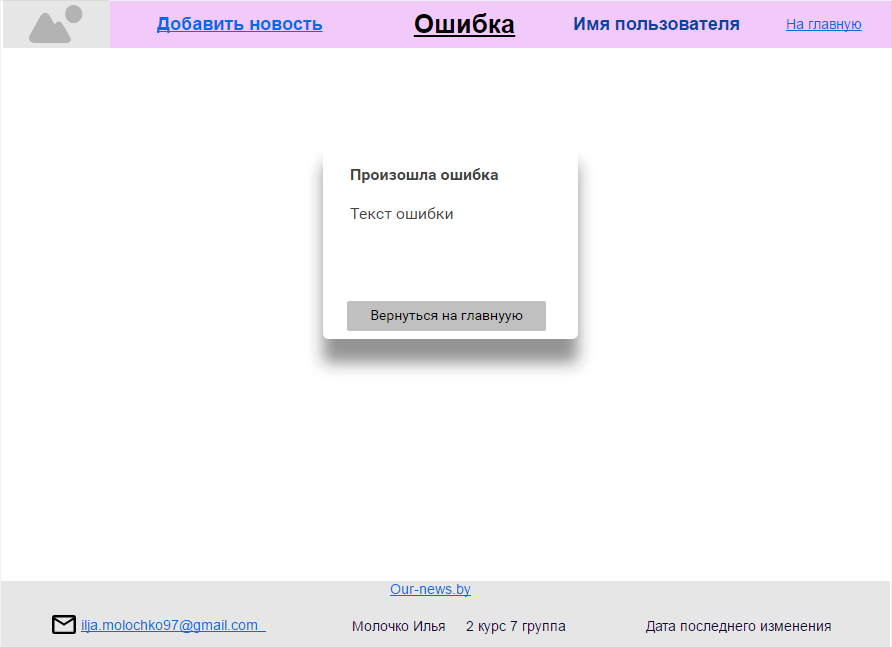 Добавить новость Ошибка Имя пользователя На главную
Произошла ошибка
Текст ошибки
Вернуться на главнуую
Our-news.by
ilja.molochko97@gmail.com Молочко Илья 2 курс 7 группа Дата последнего изменения